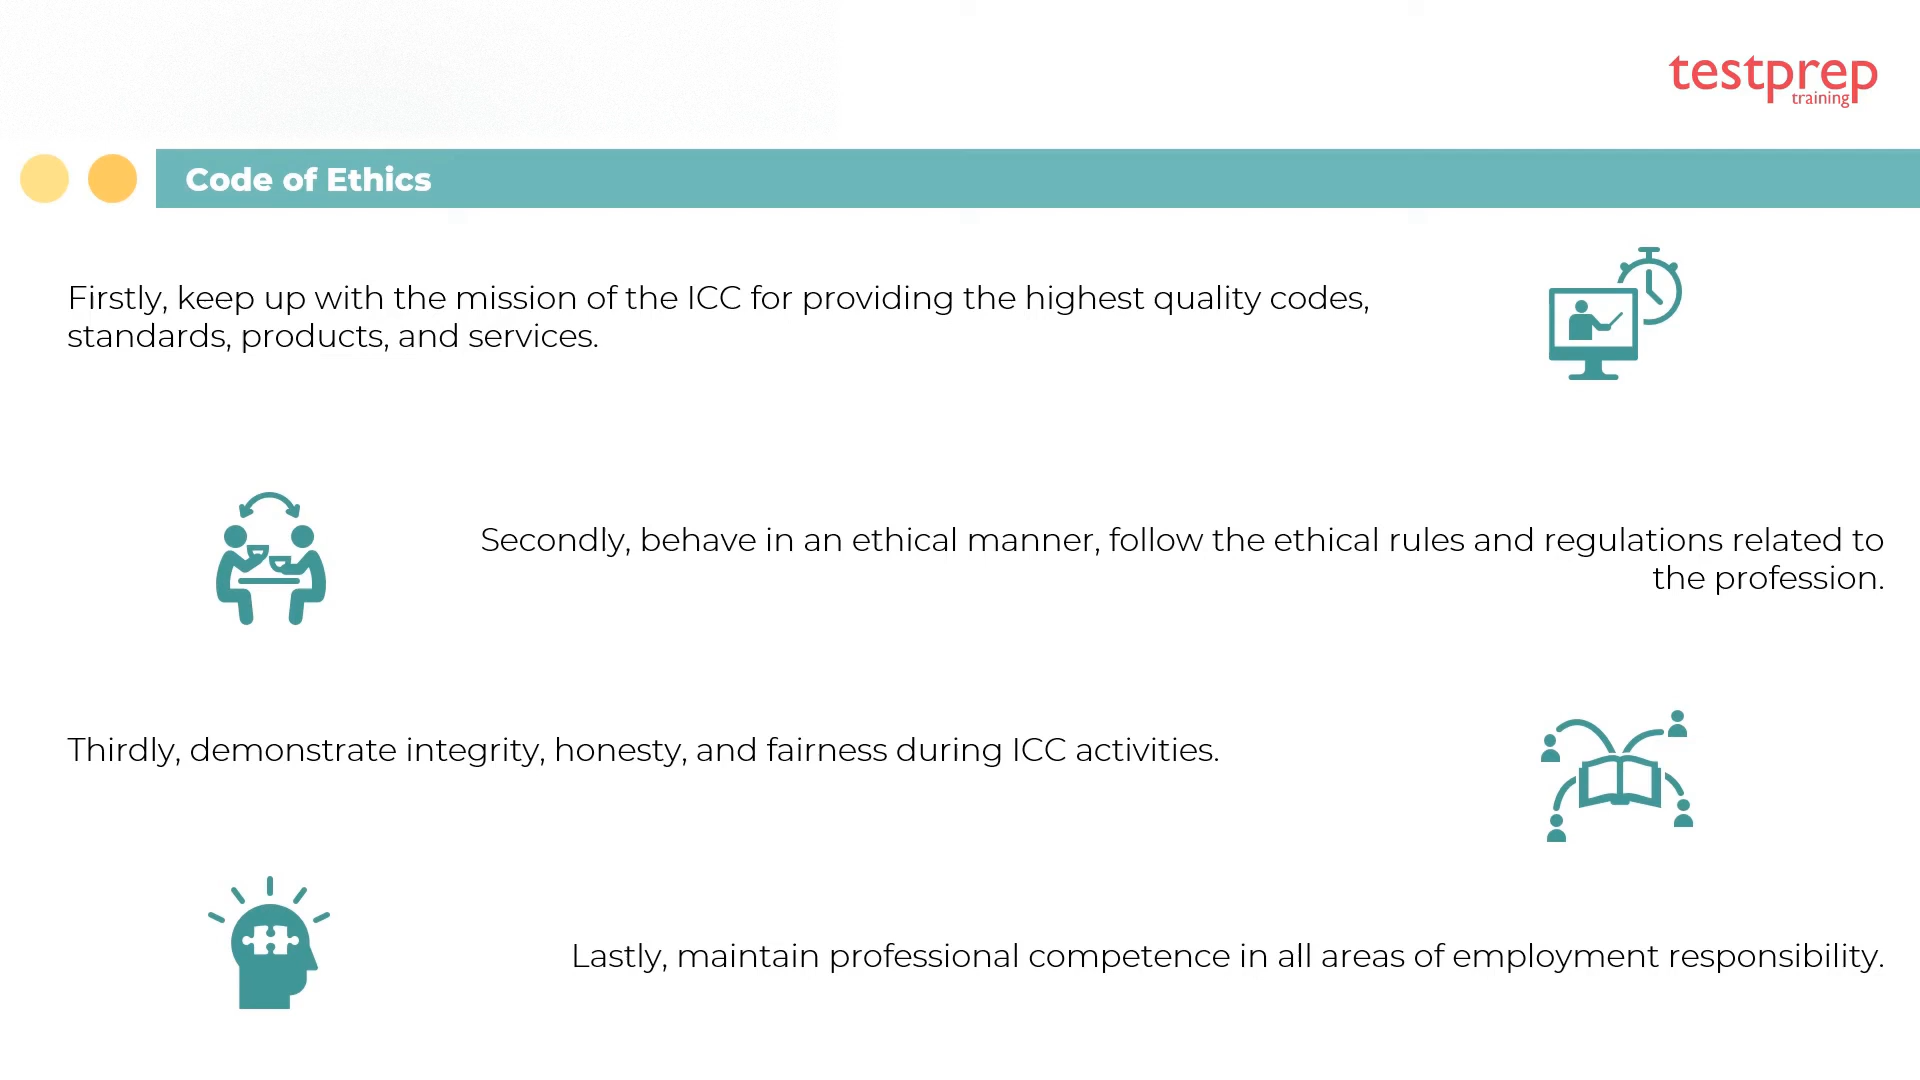 testprep
training
Code of Ethics
Firstly, keep up with the mission of the ICC for providing the highest quality codes,
standards, products, and services.
Secondly, behave in an ethical manner, follow the ethical rules and regulations related to
the profession.
Thirdly, demonstrate integrity, honesty, and fairness during ICC activities.
Lastly, maintain professional competence in all areas of employment responsibility.